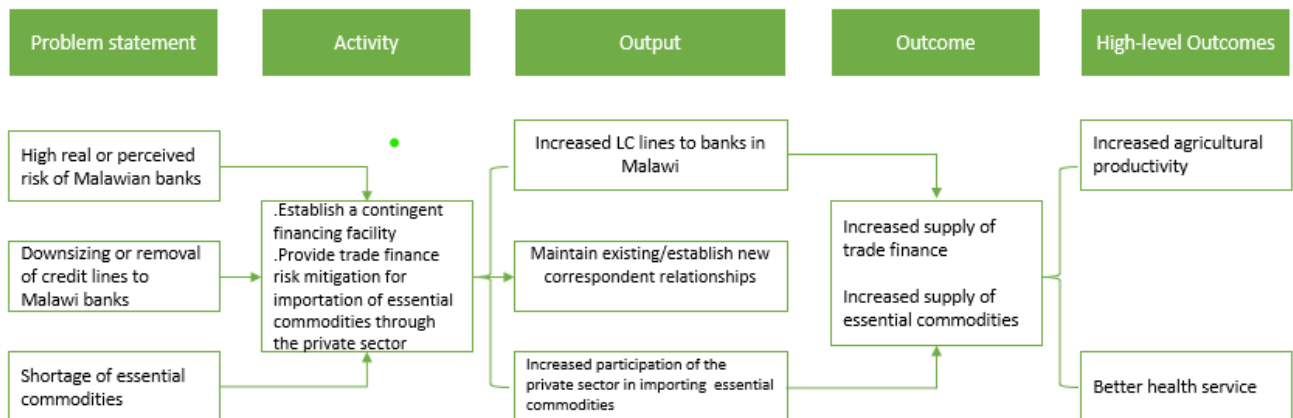 Problem statement
Activity
Output
Outcome
High-level Outcomes
High real or perceived
risk of Malawian banks
Downsizing or removal
of credit lines to
Malawi banks
Shortage of essential
commodities
.Establish a contingent
financing facility
.Provide trade finance
risk mitigation for
importation of essential
commodities through
the private sector
Increased LC lines to banks in
Malawi
Maintain existing/establish new
correspondent relationships
Increased participation of the
private sector in importing essential
commodities
Increased supply of
trade finance
Increased supply of
essential commodities
Increased agricultural
productivity
Better health service